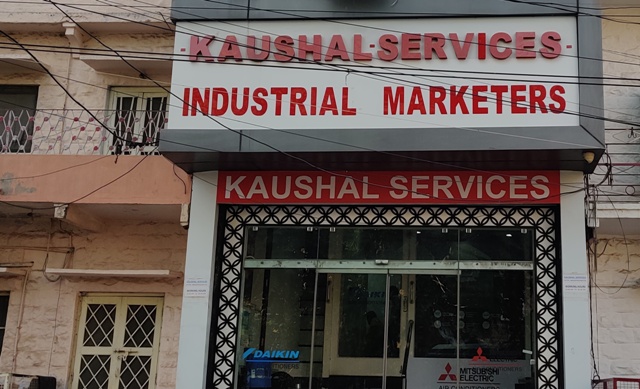 -KAUSHAL-SERVICES-
INDUSTRIAL MARKETERS
KAUSHAL SERVICES
DAIKIN
MITSUBISHI
ELECTRIC